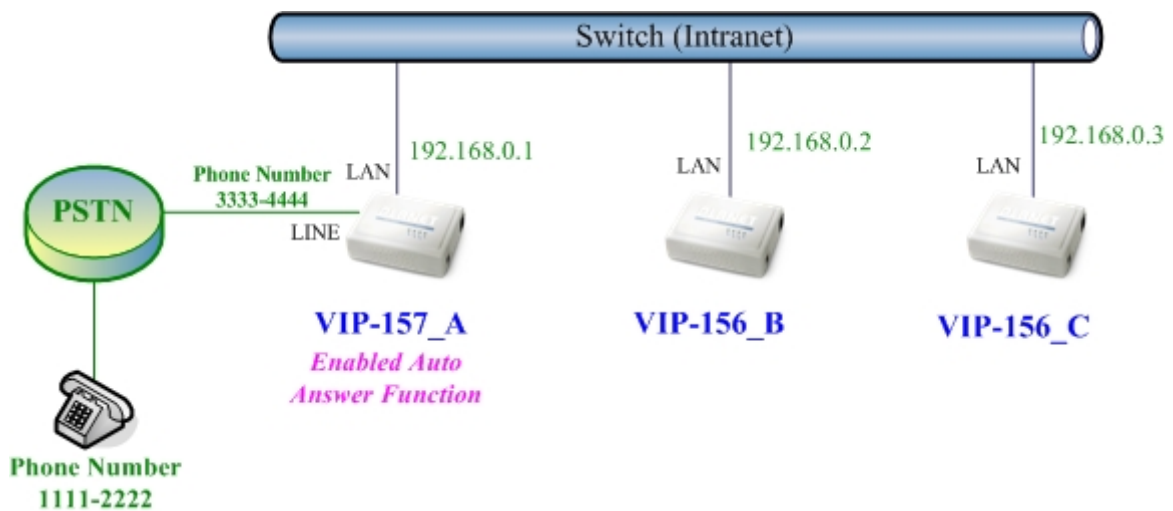 Switch (Intranet)
192.168.0.1
192.168.0.2
192.168.0.3
LAN
LAN
LAN
Phone Number
3333-4444
PSTN
LINE
PLANET
VIP-157_A
VIP-156_B
VIP-156_C
Enabled Auto
Answer Function
Phone Number
1111-2222